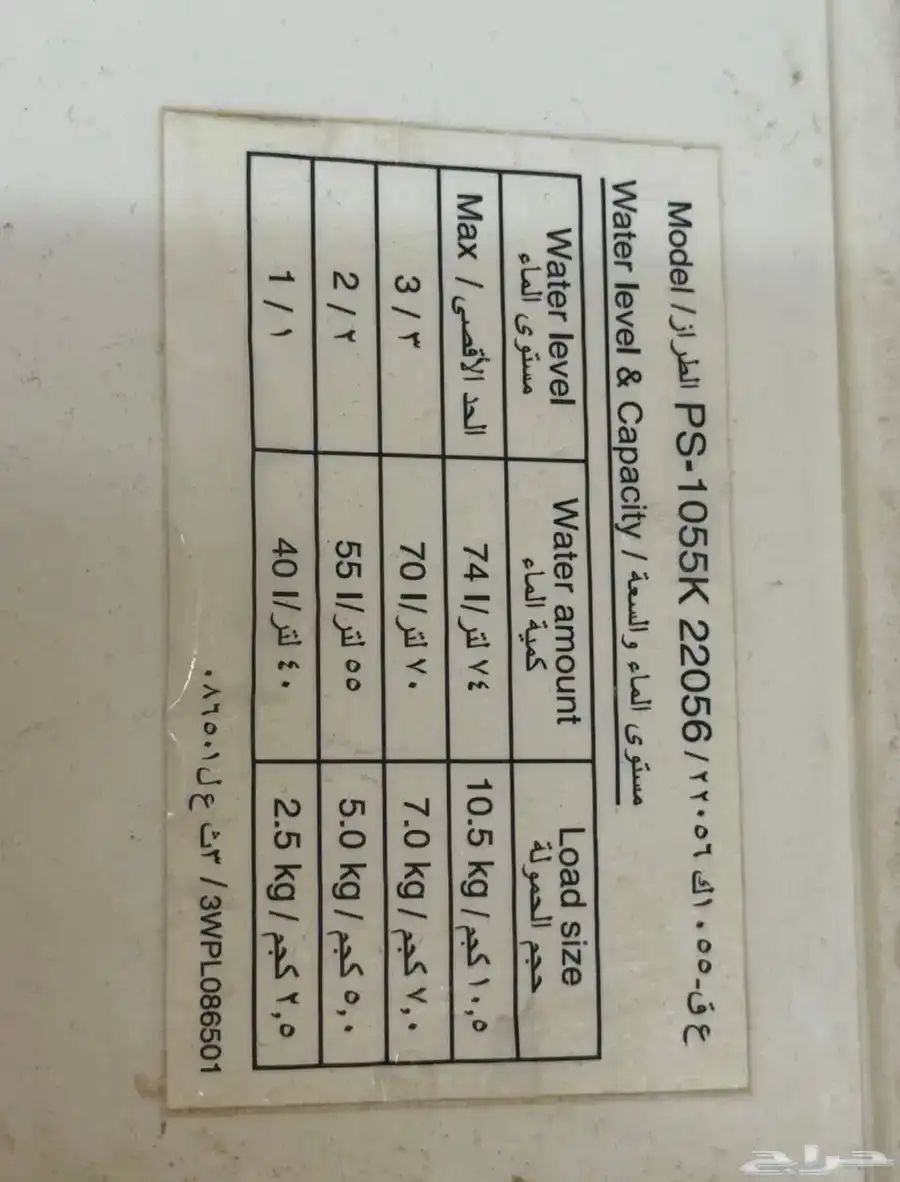 Model / الطراز PS-1055K 22056 / ع ق-١٠٥٥ك ٢٢٠٥٦
Water level & Capacity / مستوى الماء والسعة
Water level Water amount Load size
مستوى الماء كمية الماء حجم الحمولة
Max / الحد الأقصى 74 l/لتر ٧٤ 10.5 kg / كجم ١٠,٥
3 / ٣ 70 l/لتر ٧٠ 7.0 kg / كجم ٧,٠
2 / ٢ 55 l/لتر ٥٥ 5.0 kg / كجم ٥,٠
1 / ١ 40 l/لتر ٤٠ 2.5 kg / كجم ٢,٥
٣ث ع ل٠٨٦٥٠١ / 3WPL086501
حراج